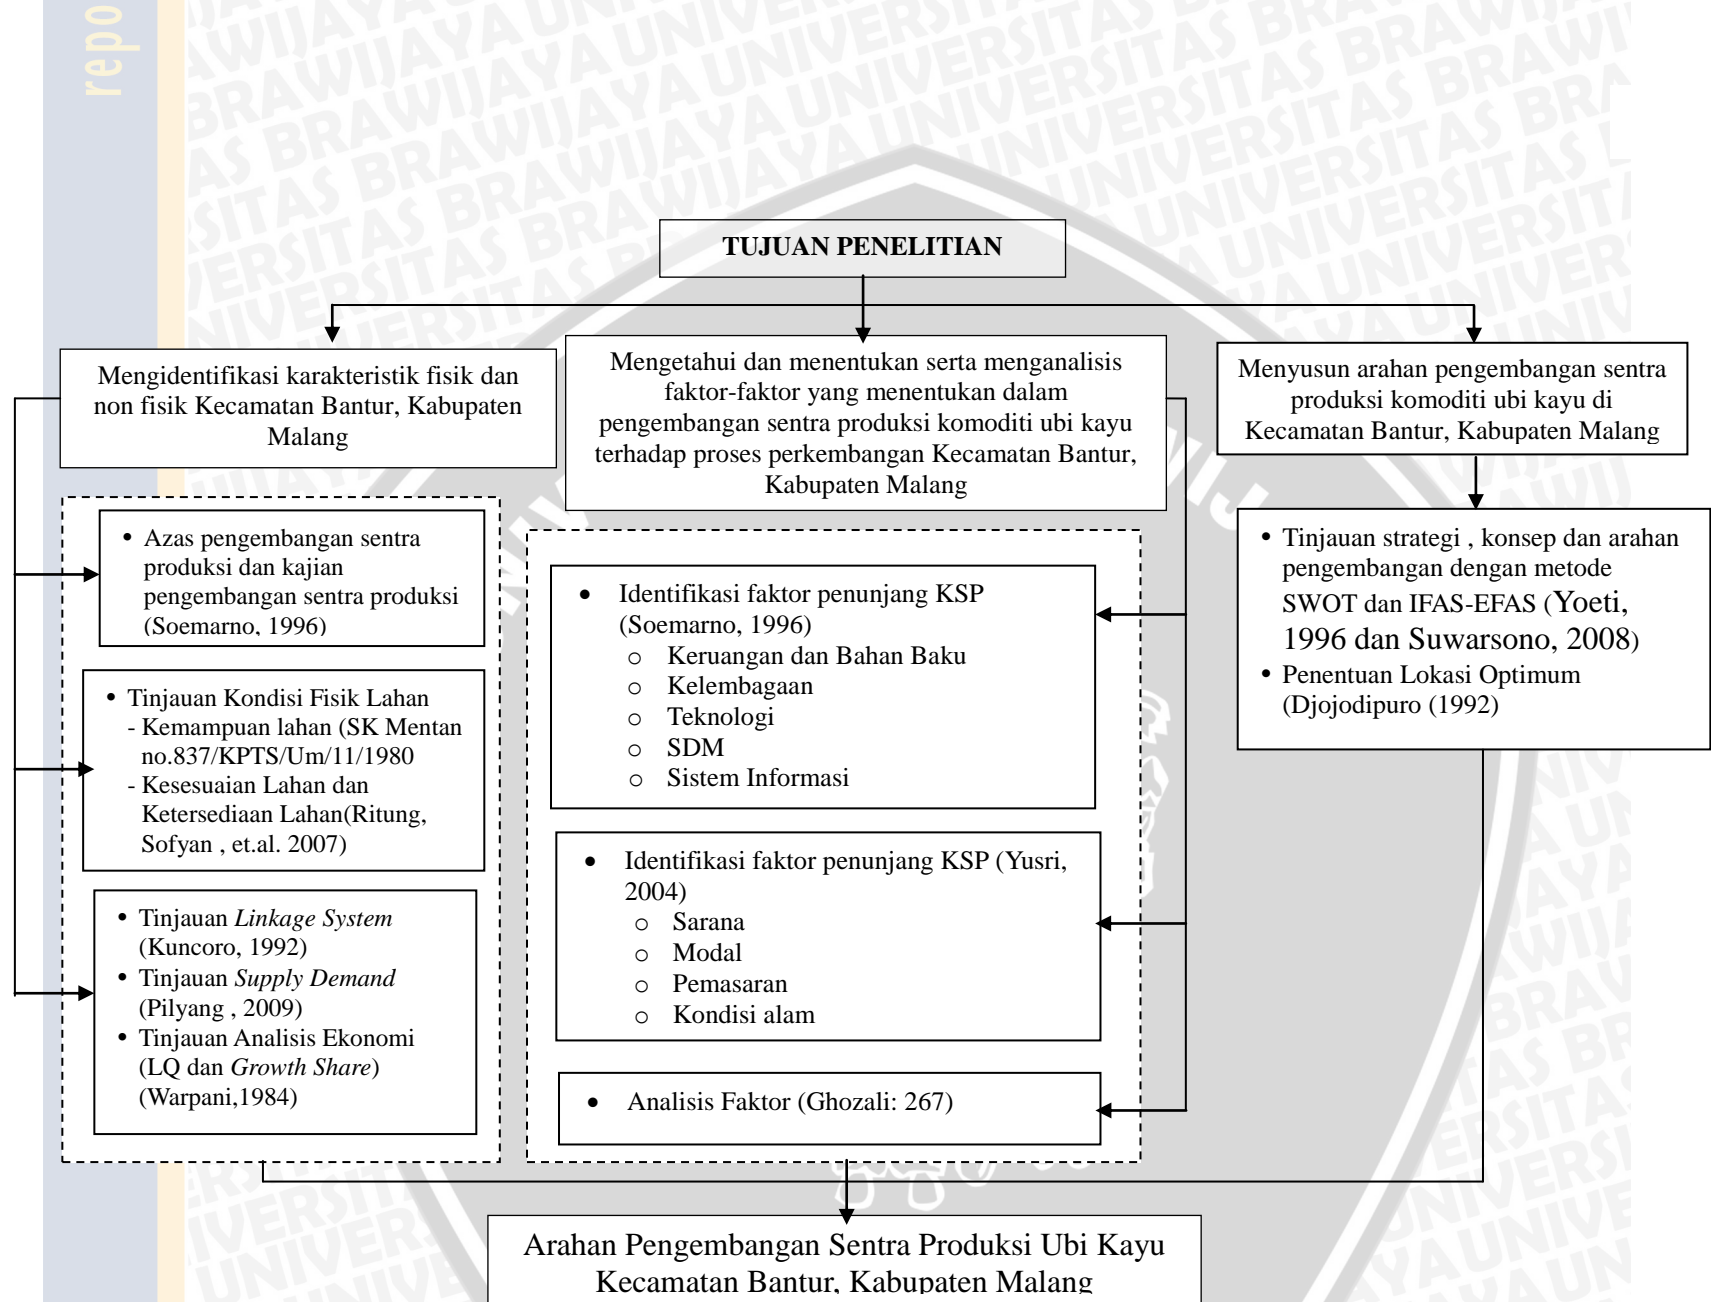 repo
TUJUAN PENELITIAN
Mengidentifikasi karakteristik fisik dan
non fisik Kecamatan Bantur, Kabupaten
Malang
Mengetahui dan menentukan serta menganalisis
faktor-faktor yang menentukan dalam
pengembangan sentra produksi komoditi ubi kayu
terhadap proses perkembangan Kecamatan Bantur,
Kabupaten Malang
Menyusun arahan pengembangan sentra
produksi komoditi ubi kayu di
Kecamatan Bantur, Kabupaten Malang
• Azas pengembangan sentra
produksi dan kajian
pengembangan sentra produksi
(Soemarno, 1996)
• Tinjauan Kondisi Fisik Lahan
- Kemampuan lahan (SK Mentan
no.837/KPTS/Um/11/1980
- Kesesuaian Lahan dan
Ketersediaan Lahan(Ritung,
Sofyan , et.al. 2007)
• Tinjauan Linkage System
(Kuncoro, 1992)
• Tinjauan Supply Demand
(Pilyang , 2009)
• Tinjauan Analisis Ekonomi
(LQ dan Growth Share)
(Warpani,1984)
• Identifikasi faktor penunjang KSP
(Soemarno, 1996)
o Keruangan dan Bahan Baku
o Kelembagaan
o Teknologi
o SDM
o Sistem Informasi
• Identifikasi faktor penunjang KSP (Yusri,
2004)
o Sarana
o Modal
o Pemasaran
o Kondisi alam
• Analisis Faktor (Ghozali: 267)
• Tinjauan strategi , konsep dan arahan
pengembangan dengan metode
SWOT dan IFAS-EFAS (Yoeti,
1996 dan Suwarsono, 2008)
• Penentuan Lokasi Optimum
(Djojodipuro (1992)
Arahan Pengembangan Sentra Produksi Ubi Kayu
Kecamatan Bantur, Kabupaten Malang